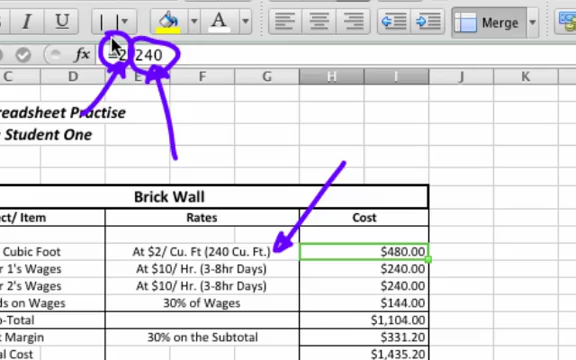 I U A Merge
fx =2 240
C D E F G H I J K
readsheet Practise
Student One
Brick Wall
ct/ Item Rates Cost
Cubic Foot At $2/ Cu. Ft (240 Cu. Ft.) $480.00
r 1's Wages At $10/ Hr. (3-8hr Days) $240.00
r 2's Wages At $10/ Hr. (3-8hr Days) $240.00
ds on Wages 30% of Wages $144.00
o-Total $1,104.00
t Margin 30% on the Subtotal $331.20
al Cost $1,435.20